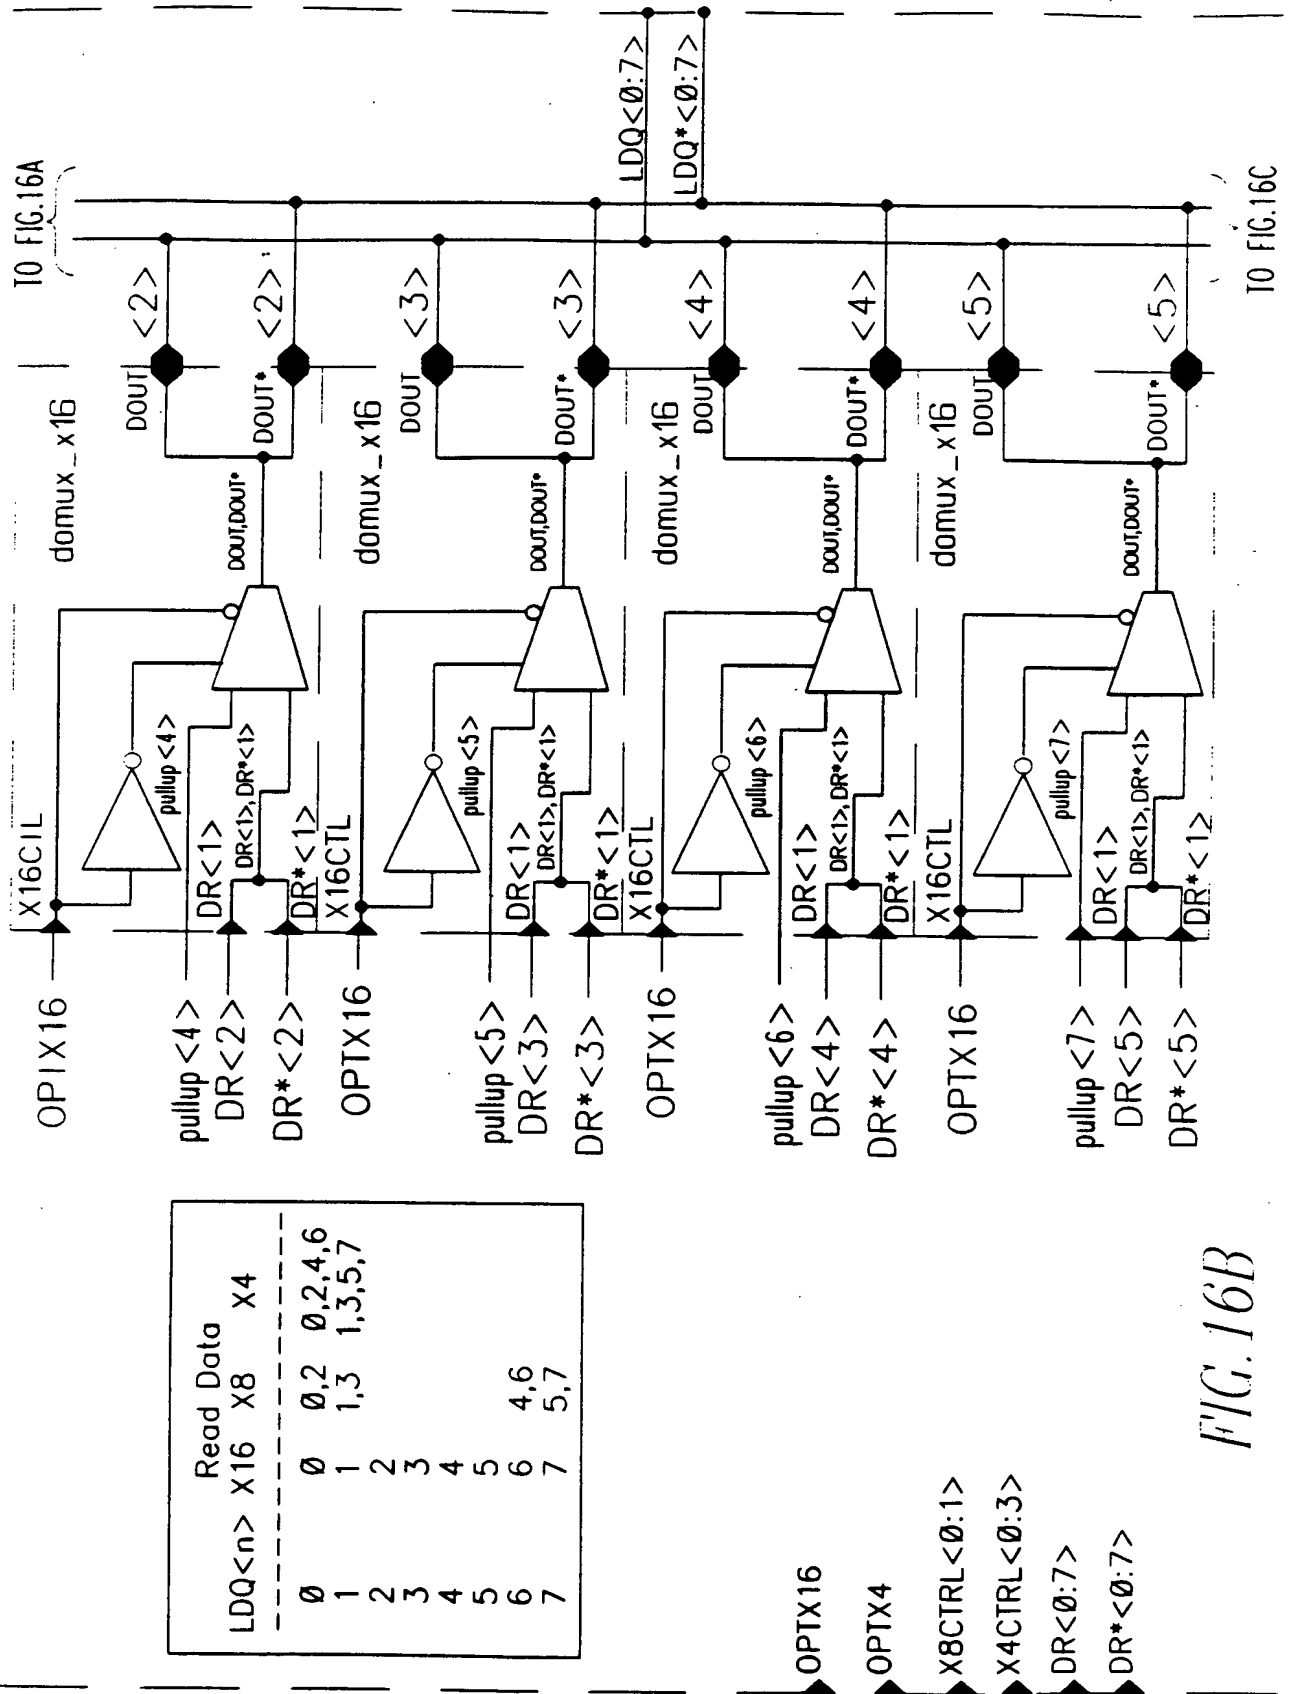 TO FIG.16A
LDQ<0:7>
LDQ*<0:7>
TO FIG.16C
<2>
<2>
<3>
<3>
<4>
<4>
<5>
<5>
domux_x16
DOUT
DOUT*
domux_x16
DOUT
DOUT*
domux_x16
DOUT
DOUT*
domux_x16
DOUT
DOUT*
DOUT,DOUT*
DOUT,DOUT*
DOUT,DOUT*
DOUT,DOUT*
X16CTL
pullup<4>
DR<1>
DR<1>,DR*<1>
DR*<1>
X16CTL
pullup<5>
DR<1>
DR<1>,DR*<1>
DR*<1>
X16CTL
pullup<6>
DR<1>
DR<1>,DR*<1>
DR*<1>
X16CTL
pullup<7>
DR<1>
DR<1>,DR*<1>
DR*<1>
OPTX16
pullup<4>
DR<2>
DR*<2>
OPTX16
pullup<5>
DR<3>
DR*<3>
OPTX16
pullup<6>
DR<4>
DR*<4>
OPTX16
pullup<7>
DR<5>
DR*<5>
Read Data
LDQ<n> X16 X8 X4
0 0 0,2 0,2,4,6
1 1 1,3 1,3,5,7
2 2
3 3
4 4
5 5
6 6 4,6
7 7 5,7
OPTX16
OPTX4
X8CTRL<0:1>
X4CTRL<0:3>
DR<0:7>
DR*<0:7>
FIG. 16B